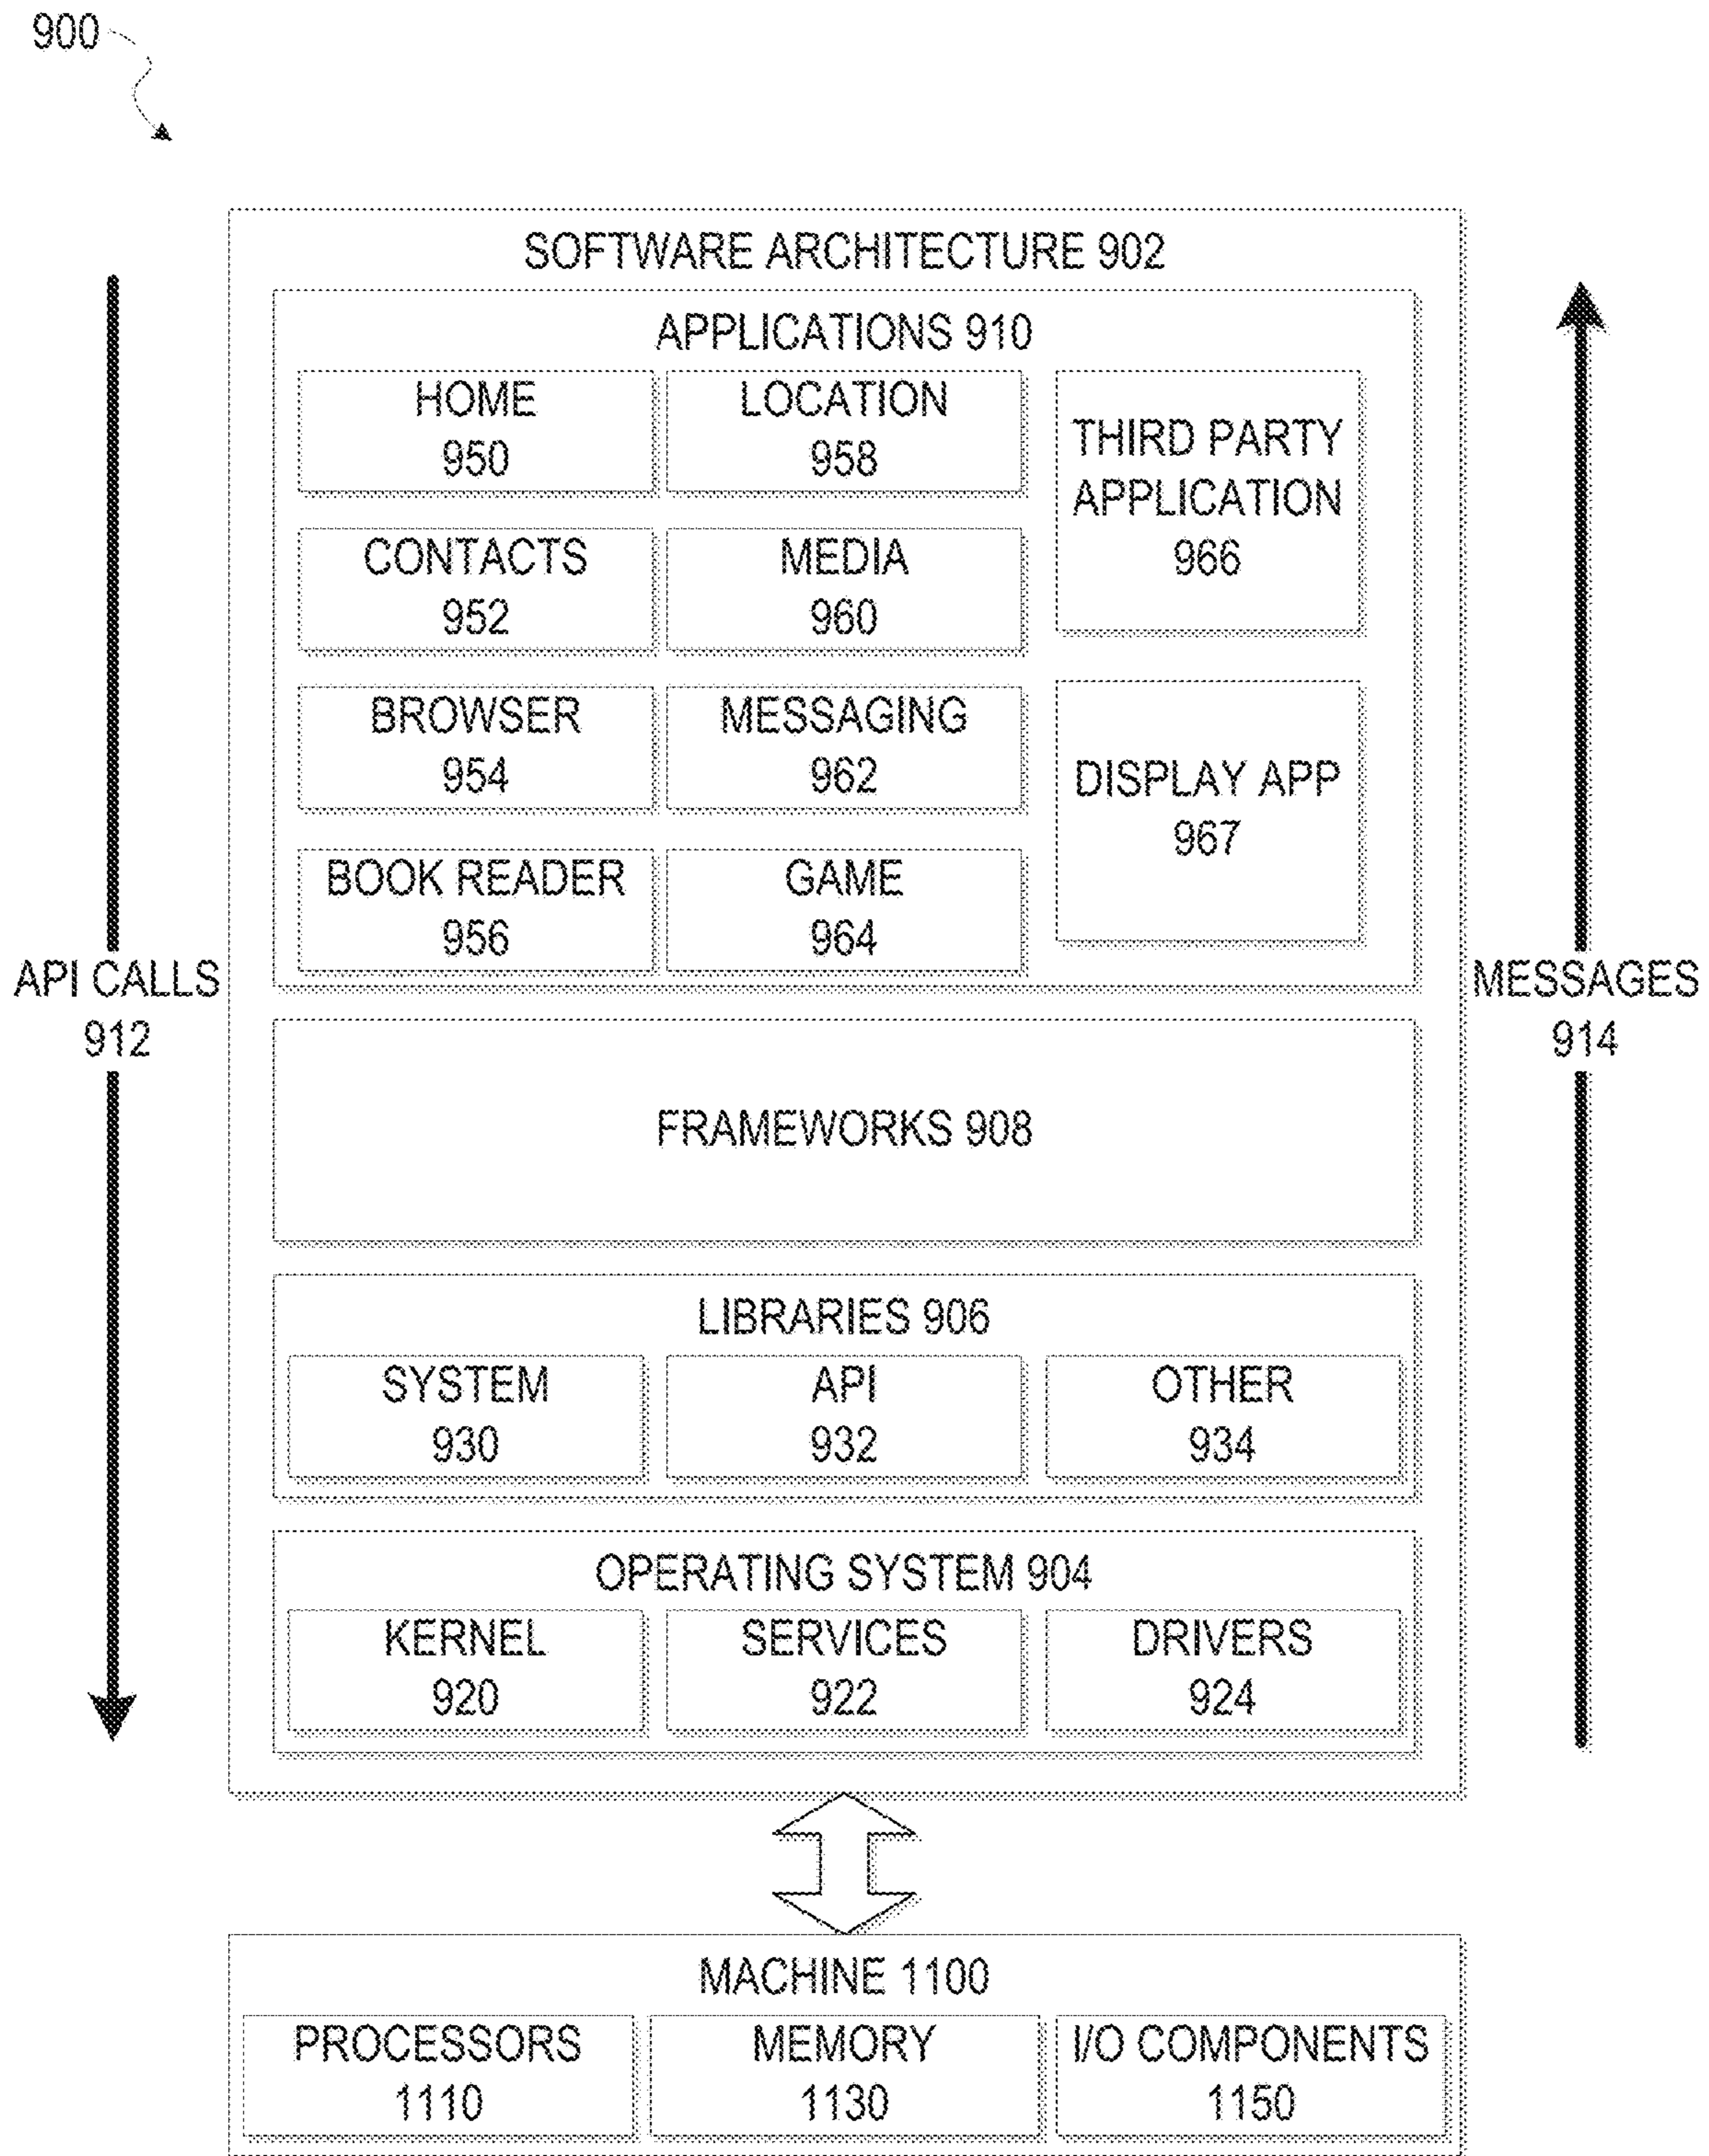 900
SOFTWARE ARCHITECTURE 902
APPLICATIONS 910
HOME
950
LOCATION
958
THIRD PARTY
APPLICATION
966
CONTACTS
952
MEDIA
960
BROWSER
954
MESSAGING
962
DISPLAY APP
967
BOOK READER
956
GAME
964
API CALLS
912
MESSAGES
914
FRAMEWORKS 908
LIBRARIES 906
SYSTEM
930
API
932
OTHER
934
OPERATING SYSTEM 904
KERNEL
920
SERVICES
922
DRIVERS
924
MACHINE 1100
PROCESSORS
1110
MEMORY
1130
I/O COMPONENTS
1150